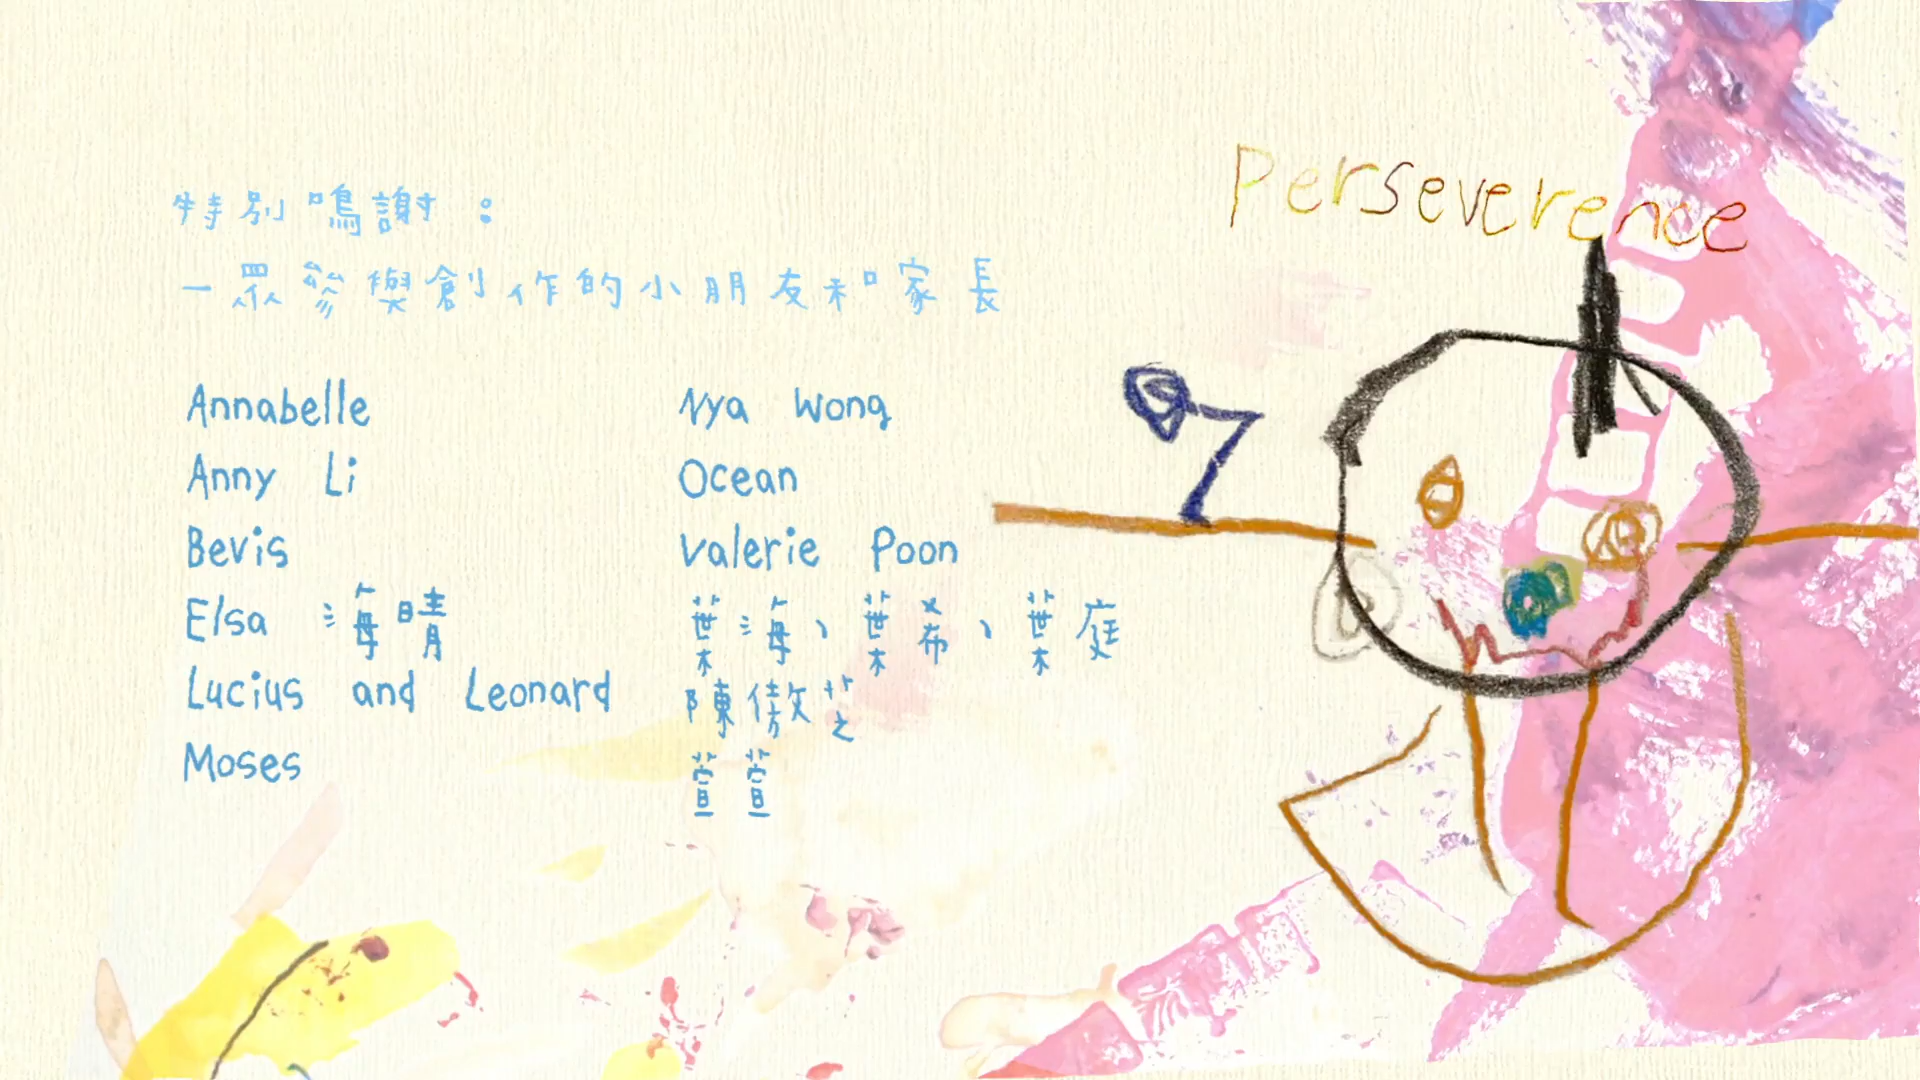 特別鳴謝：
一眾參與創作的小朋友和家長
Annabelle
Anny Li
Bevis
Elsa 海晴
Lucius and Leonard
Moses
Nya Wong
Ocean
Valerie Poon
葉海、葉希、葉庭
陳僌芝
萱萱
Perseverence